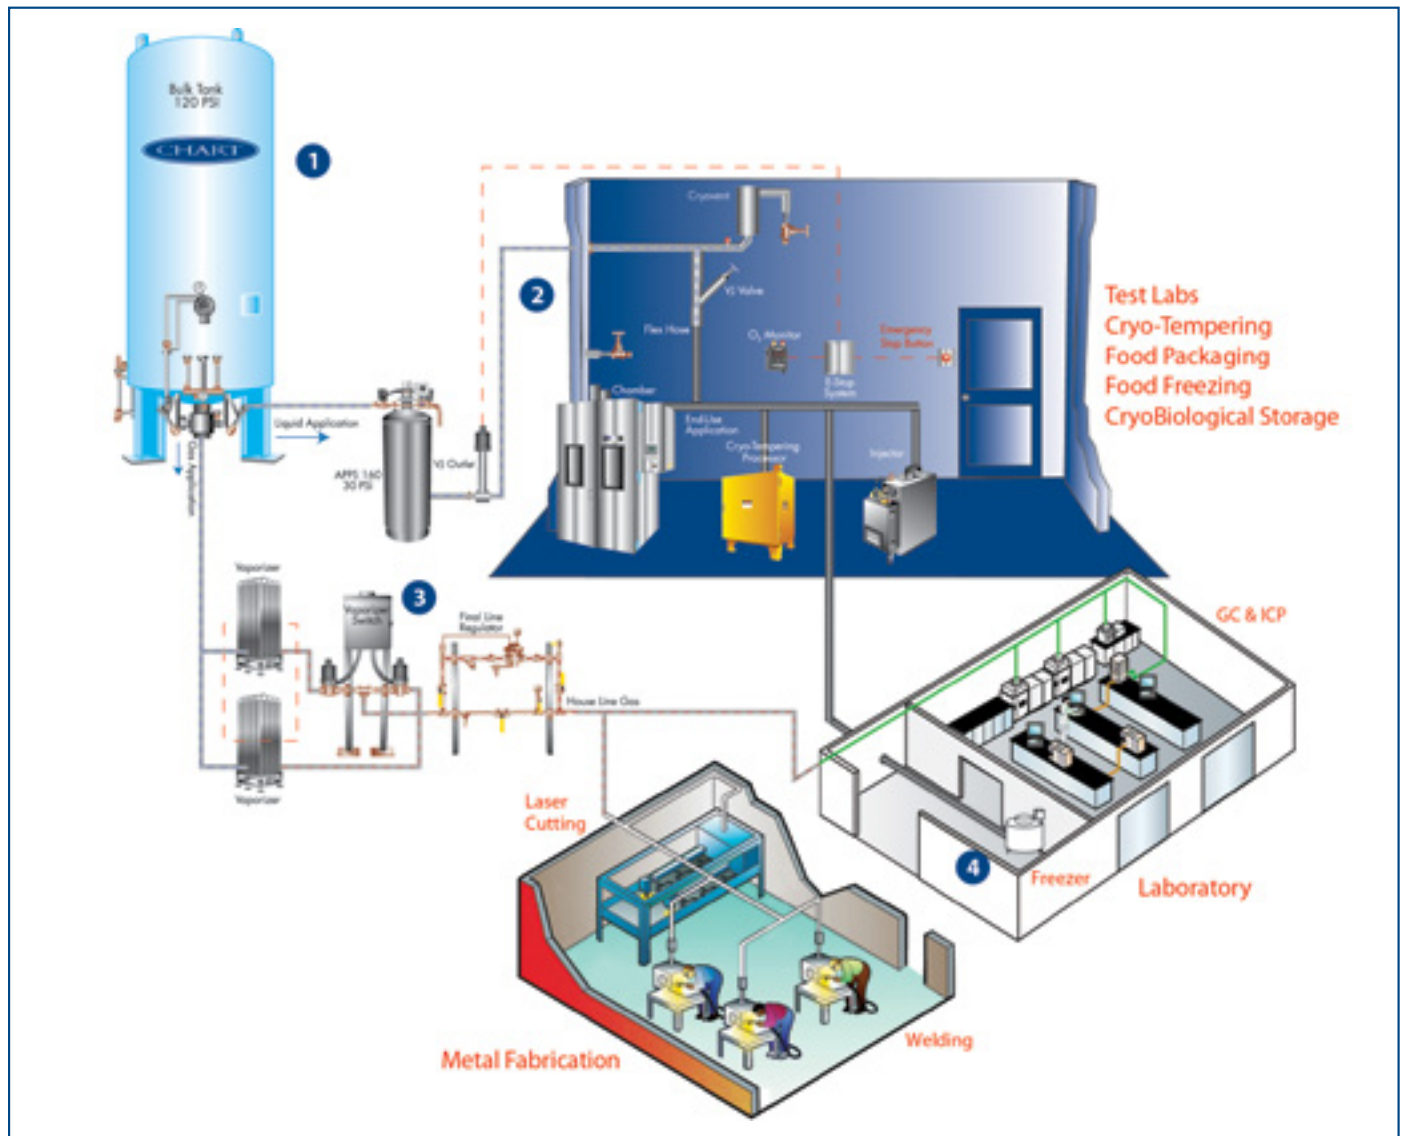 Bulk Tank
120 PSI
CHART
1
Cryovent
2
VJ Valve
Flex Hose
O₂ Monitor
Emergency
Stop Button
E-Stop
System
Test Labs
Cryo-Tempering
Food Packaging
Food Freezing
CryoBiological Storage
Chamber
End-Use
Application
Cryo-Tempering
Processor
Injector
Liquid Application
Gas Application
VJ Outlet
APPS 160
30 PSI
Vaporizer
Vaporizer
Switch
3
Final Line
Regulator
House Line Gas
Vaporizer
GC & ICP
Laser
Cutting
4
Freezer
Laboratory
Welding
Metal Fabrication